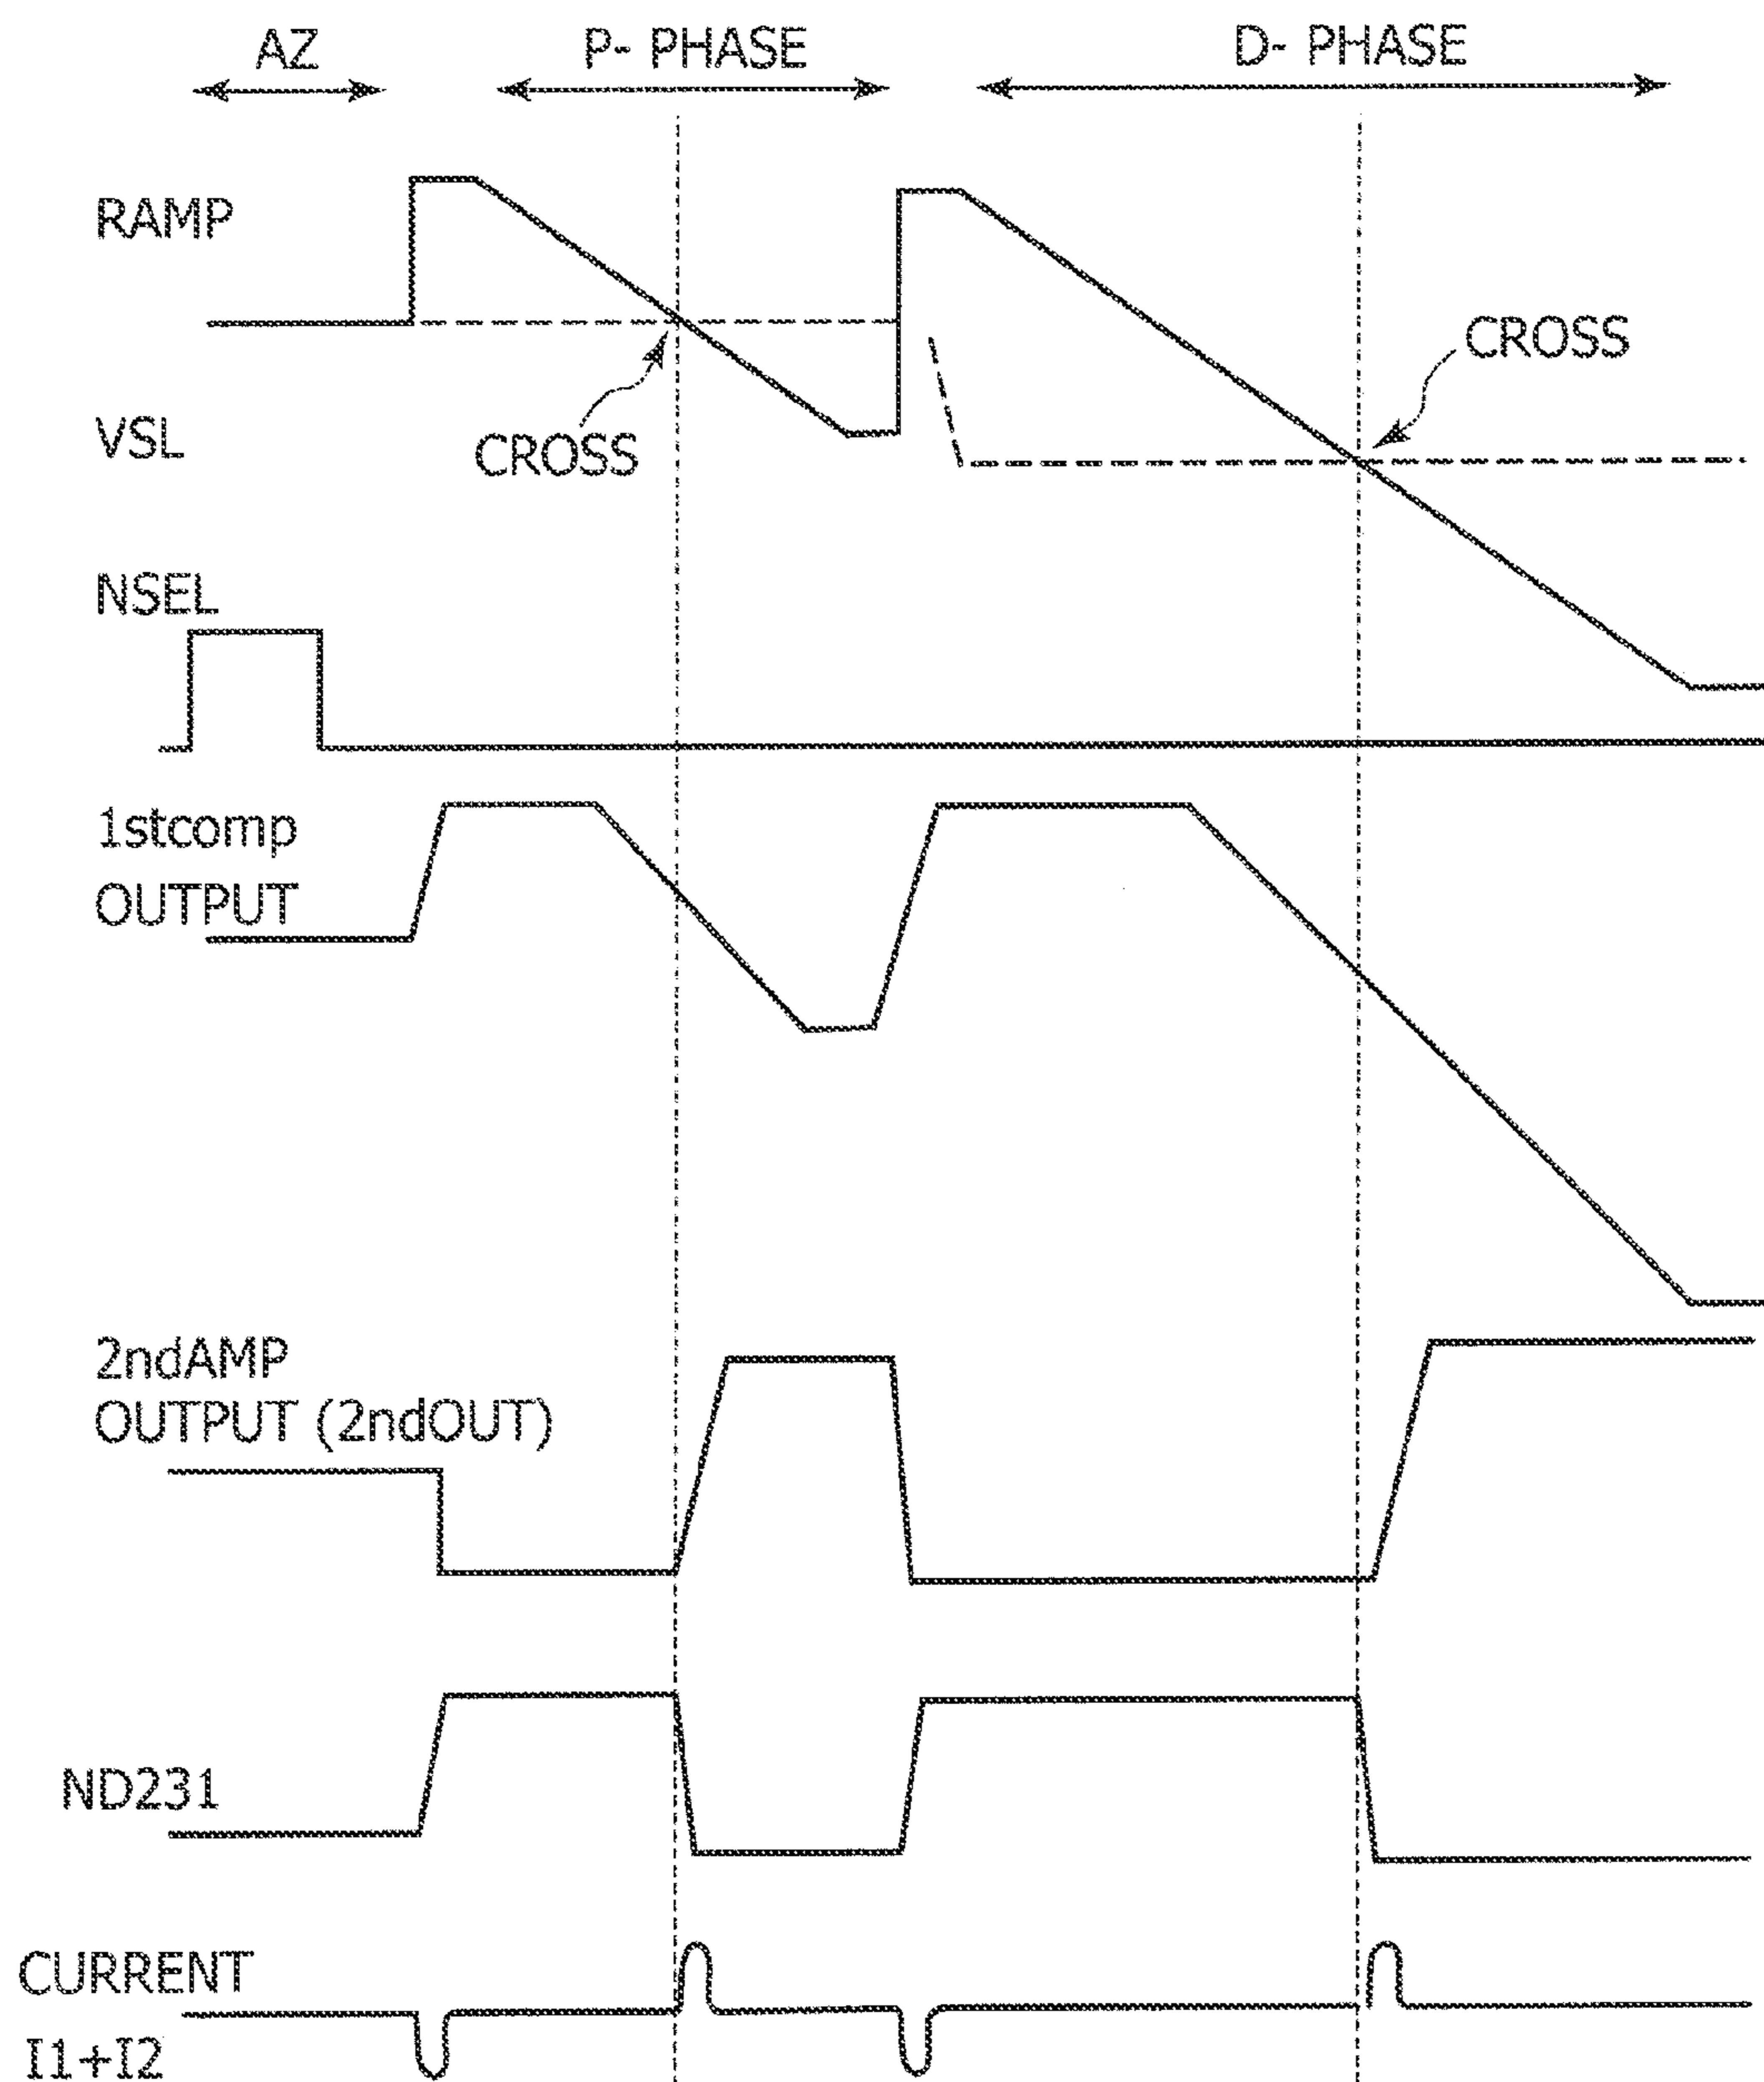 AZ
P- PHASE
D- PHASE
RAMP
CROSS
VSL
CROSS
NSEL
1stcomp
OUTPUT
2ndAMP
OUTPUT (2ndOUT)
ND231
CURRENT
I1+I2